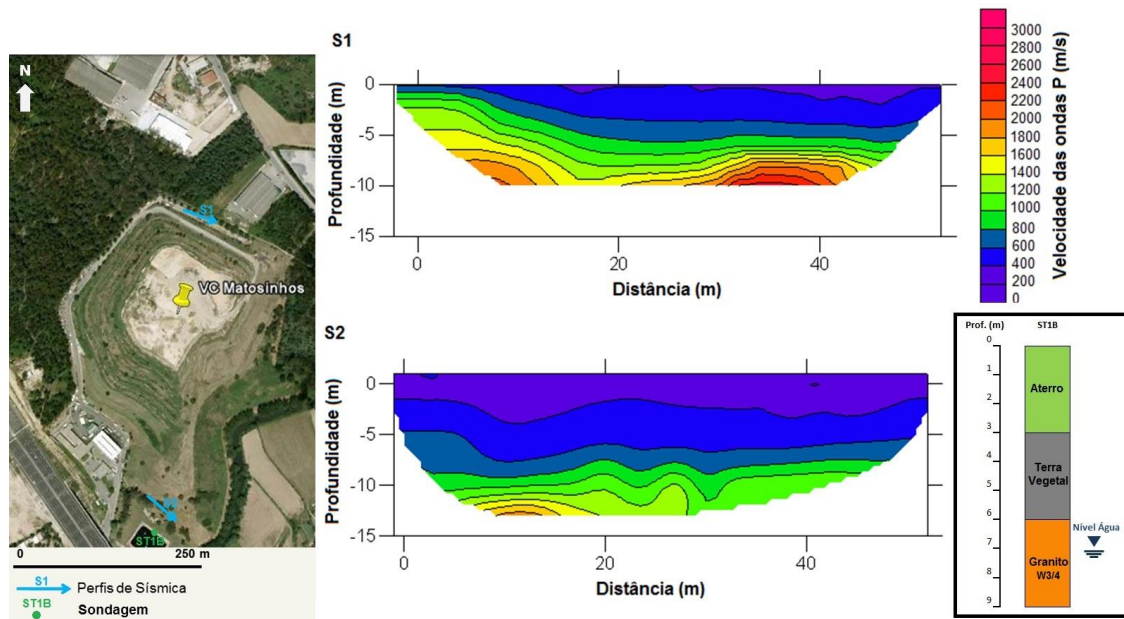 N
S1
VC Matosinhos
ST1B
0 250 m
S1
Perfis de Sísmica
ST1B
Sondagem
S1
Profundidade (m)
0
-5
-10
-15
0 20 40
Distância (m)
3000
2800
2600
2400
2200
2000
1800
1600
1400
1200
1000
800
600
400
200
0
Velocidade das ondas P (m/s)
S2
Profundidade (m)
0
-5
-10
-15
0 20 40
Distância (m)
Prof. (m) ST1B
0
1
2
3
4
5
6
7
8
9
Aterro
Terra
Vegetal
Granito
W3/4
Nível Água